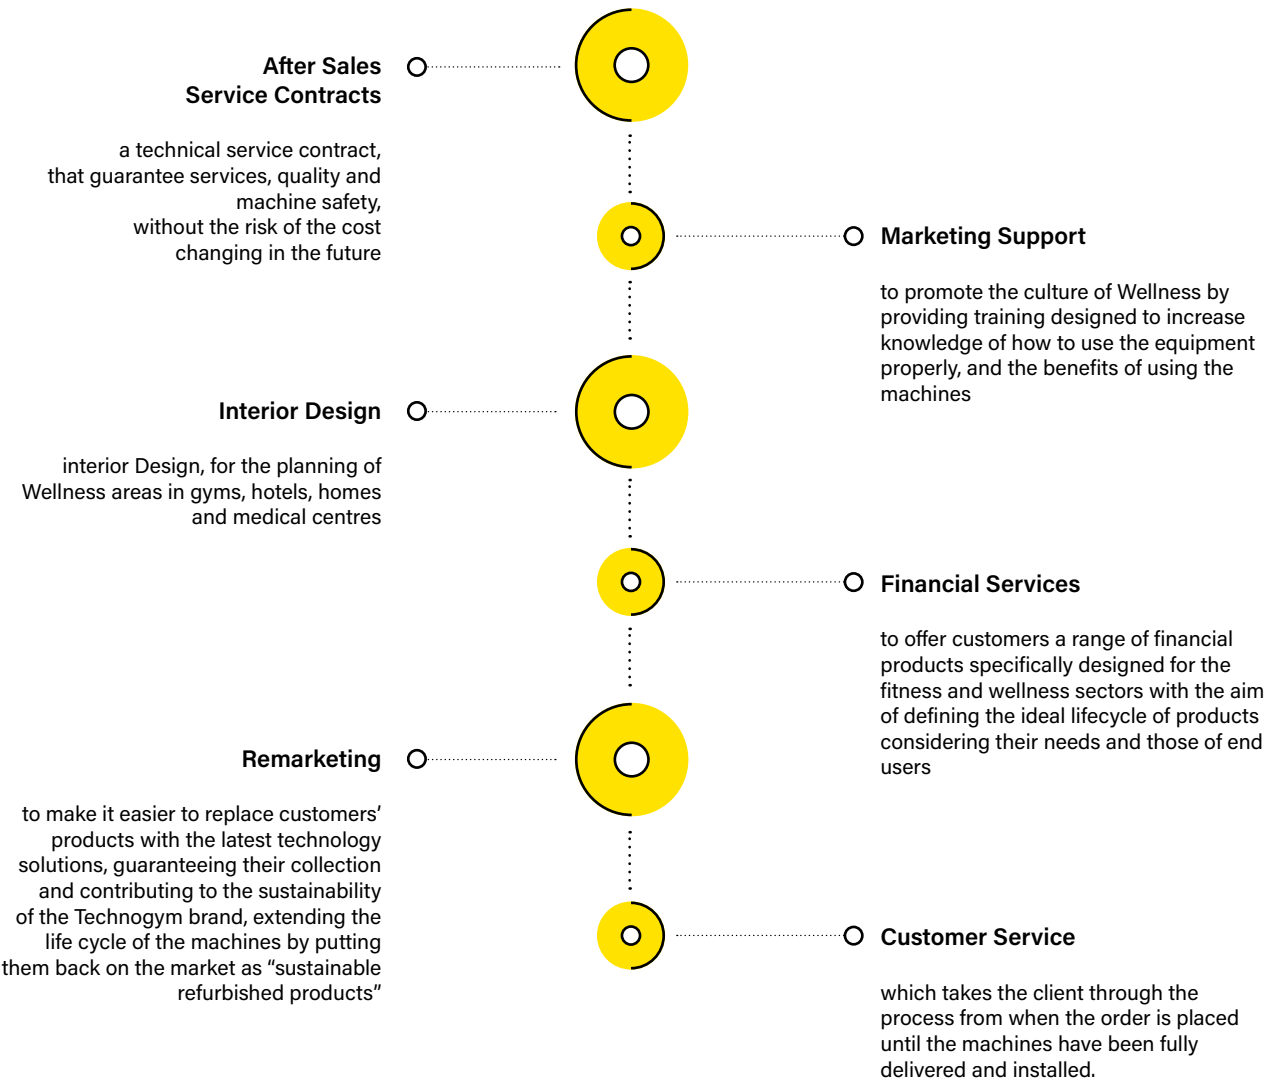 After Sales
Service Contracts
a technical service contract,
that guarantee services, quality and
machine safety,
without the risk of the cost
changing in the future
Marketing Support
to promote the culture of Wellness by
providing training designed to increase
knowledge of how to use the equipment
properly, and the benefits of using the
machines
Interior Design
interior Design, for the planning of
Wellness areas in gyms, hotels, homes
and medical centres
Financial Services
to offer customers a range of financial
products specifically designed for the
fitness and wellness sectors with the aim
of defining the ideal lifecycle of products
considering their needs and those of end
users
Remarketing
to make it easier to replace customers’
products with the latest technology
solutions, guaranteeing their collection
and contributing to the sustainability
of the Technogym brand, extending the
life cycle of the machines by putting
them back on the market as “sustainable
refurbished products”
Customer Service
which takes the client through the
process from when the order is placed
until the machines have been fully
delivered and installed.